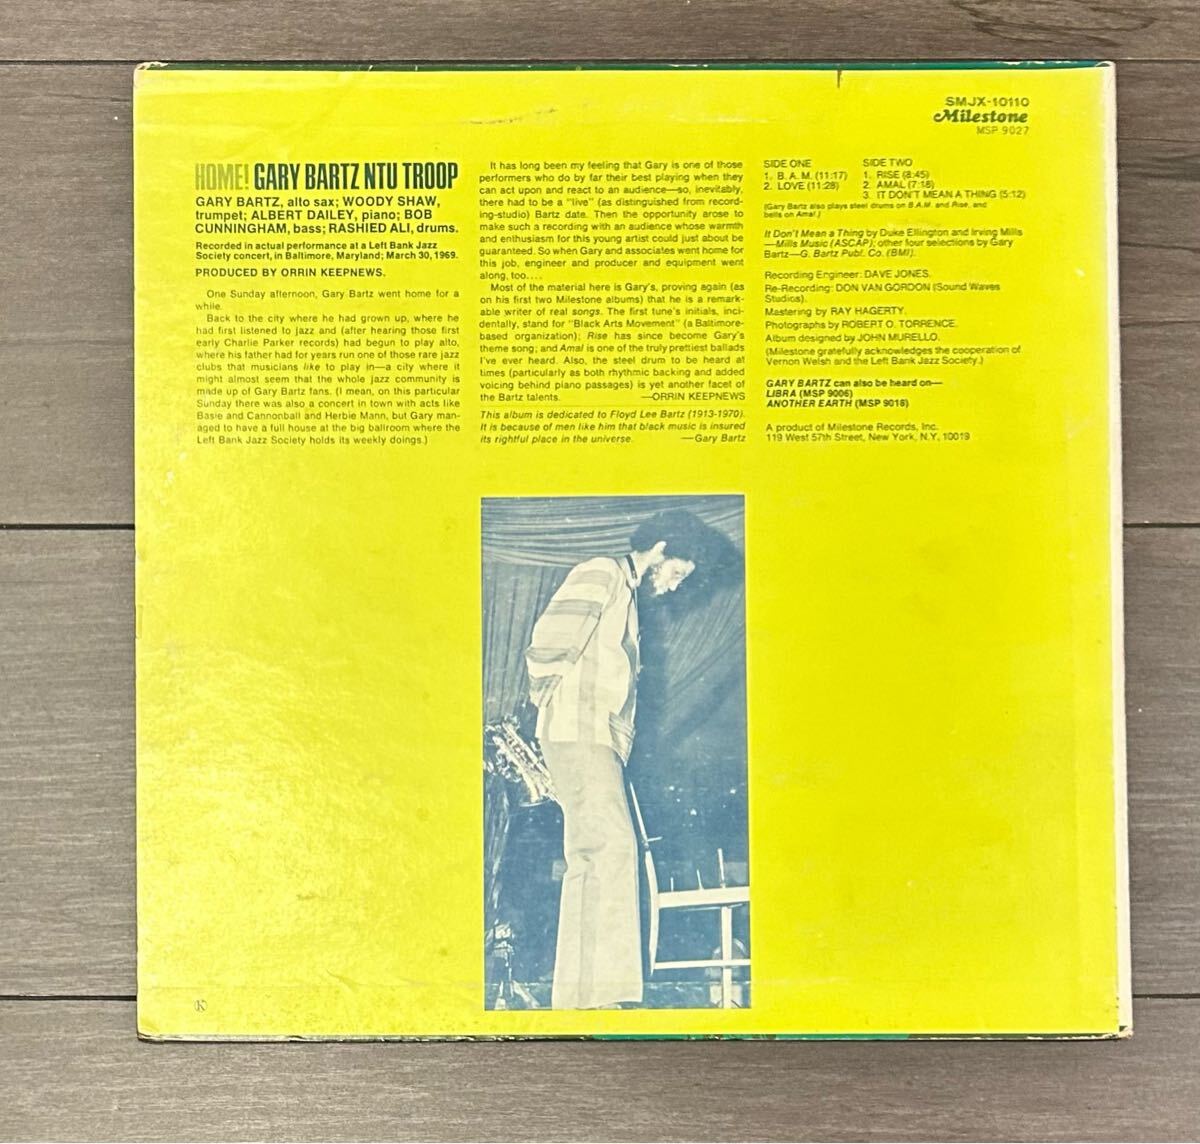 SMJX-10110
Milestone
MSP 9027
HOME! GARY BARTZ NTU TROOP
GARY BARTZ, alto sax; WOODY SHAW,
trumpet; ALBERT DAILEY, piano; BOB
CUNNINGHAM, bass; RASHIED ALI, drums.
Recorded in actual performance at a Left Bank Jazz
Society concert, in Baltimore, Maryland; March 30, 1969.
PRODUCED BY ORRIN KEEPNEWS.
One Sunday afternoon, Gary Bartz went home for a
while.
Back to the city where he had grown up, where he
had first listened to jazz and (after hearing those first
early Charlie Parker records) had begun to play alto,
where his father had for years run one of those rare jazz
clubs that musicians like to play in—a city where it
might almost seem that the whole jazz community is
made up of Gary Bartz fans. (I mean, on this particular
Sunday there was also a concert in town with acts like
Basie and Cannonball and Herbie Mann, but Gary man-
aged to have a full house at the big ballroom where the
Left Bank Jazz Society holds its weekly doings.)
It has long been my feeling that Gary is one of those
performers who do by far their best playing when they
can act upon and react to an audience—so, inevitably,
there had to be a "live" (as distinguished from record-
ing-studio) Bartz date. Then the opportunity arose to
make such a recording with an audience whose warmth
and enthusiasm for this young artist could just about be
guaranteed. So when Gary and associates went home for
this job, engineer and producer and equipment went
along, too....
Most of the material here is Gary's, proving again (as
on his first two Milestone albums) that he is a remark-
able writer of real songs. The first tune's initials, inci-
dentally, stand for "Black Arts Movement" (a Baltimore-
based organization); Rise has since become Gary's
theme song; and Amal is one of the truly prettiest ballads
I've ever heard. Also, the steel drum to be heard at
times (particularly as both rhythmic backing and added
voicing behind piano passages) is yet another facet of
the Bartz talents. —ORRIN KEEPNEWS
This album is dedicated to Floyd Lee Bartz (1913-1970).
It is because of men like him that black music is insured
its rightful place in the universe. —Gary Bartz
SIDE ONE
1. B. A. M. (11:17)
2. LOVE (11:28)
SIDE TWO
1. RISE (8:45)
2. AMAL (7:18)
3. IT DON'T MEAN A THING (5:12)
(Gary Bartz also plays steel drums on B.A.M. and Rise, and
bells on Amal.)
It Don't Mean a Thing by Duke Ellington and Irving Mills
—Mills Music (ASCAP); other four selections by Gary
Bartz—G. Bartz Publ. Co. (BMI).
Recording Engineer: DAVE JONES.
Re-Recording: DON VAN GORDON (Sound Waves
Studios).
Mastering by RAY HAGERTY.
Photographs by ROBERT O. TORRENCE.
Album designed by JOHN MURELLO.
(Milestone gratefully acknowledges the cooperation of
Vernon Welsh and the Left Bank Jazz Society.)
GARY BARTZ can also be heard on—
LIBRA (MSP 9006)
ANOTHER EARTH (MSP 9018)
A product of Milestone Records, Inc.
119 West 57th Street, New York, N.Y. 10019
K